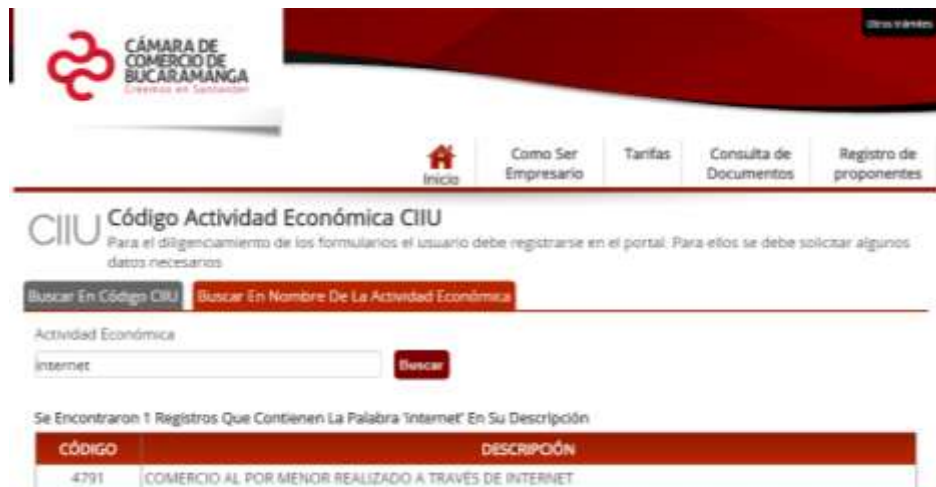 Otros trámites
CÁMARA DE
COMERCIO DE
BUCARAMANGA
Creemos en Santander
Inicio
Como Ser
Empresario
Tarifas
Consulta de
Documentos
Registro de
proponentes
CIIU
Código Actividad Económica CIIU
Para el diligenciamiento de los formularios el usuario debe registrarse en el portal. Para ellos se debe solicitar algunos
datos necesarios
Buscar En Código CIIU
Buscar En Nombre De La Actividad Económica
Actividad Económica
internet
Buscar
Se Encontraron 1 Registros Que Contienen La Palabra 'internet' En Su Descripción
CÓDIGO DESCRIPCIÓN
4791 COMERCIO AL POR MENOR REALIZADO A TRAVÉS DE INTERNET